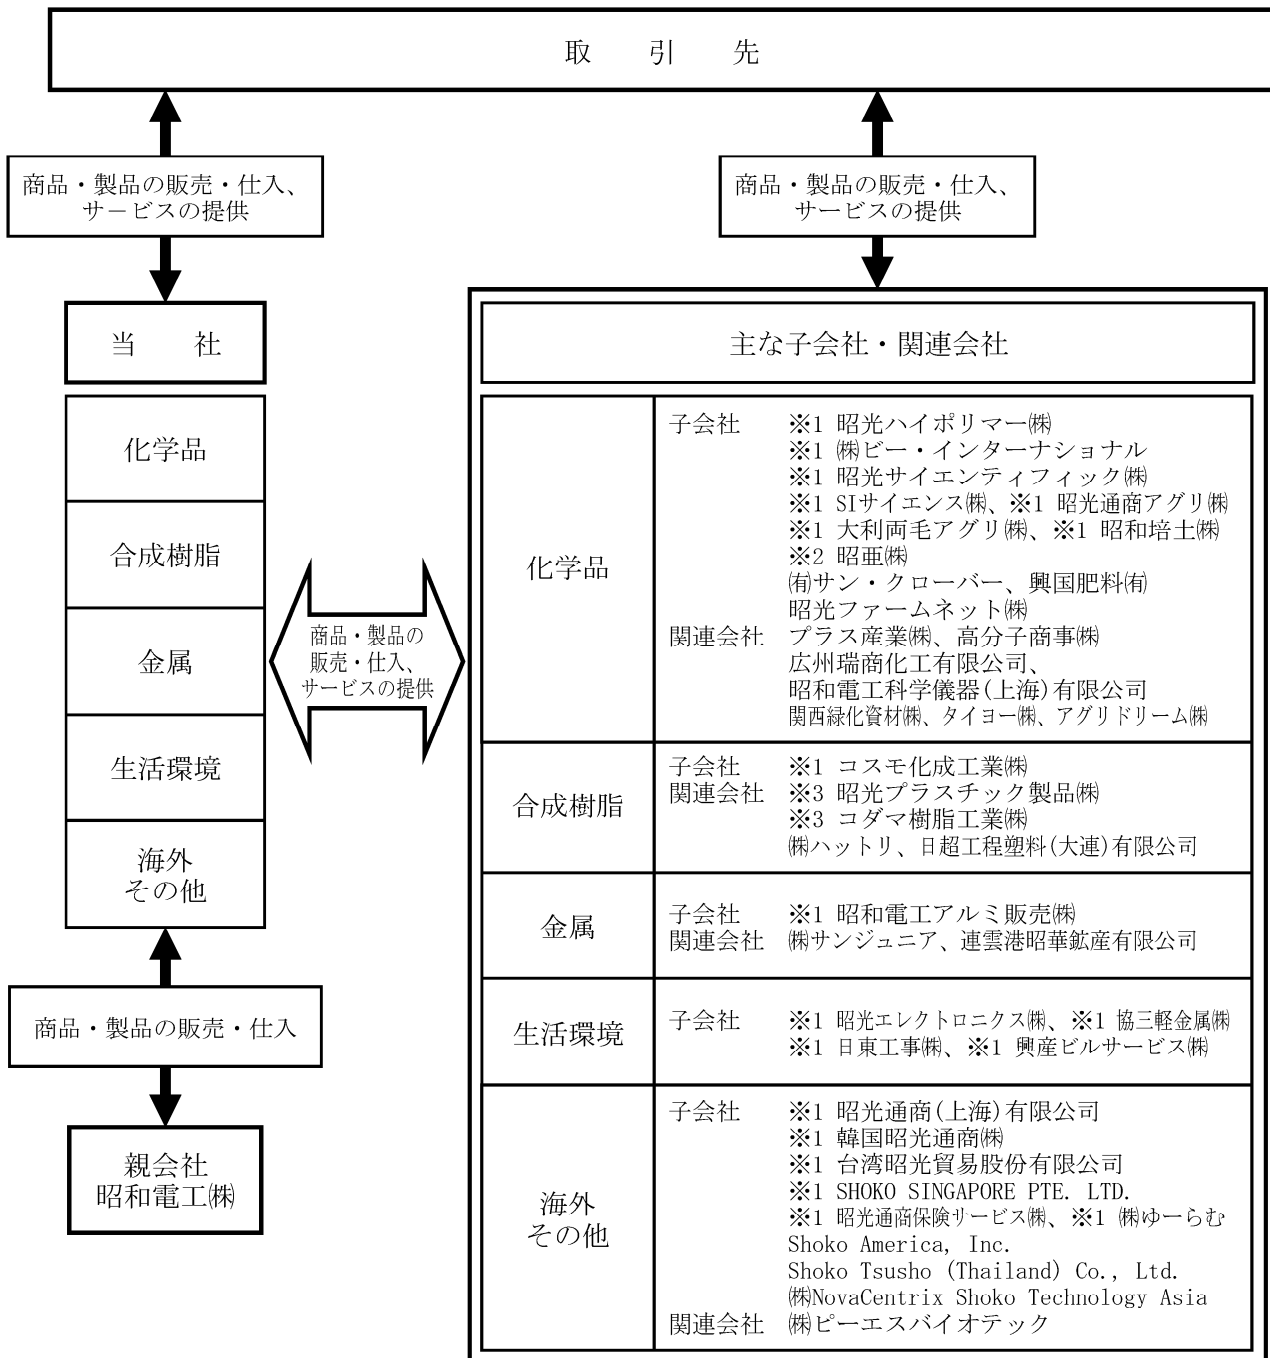 取　引　先
商品・製品の販売・仕入、
サ－ビスの提供
商品・製品の販売・仕入、
サービスの提供
当　社
化学品
合成樹脂
金属
生活環境
海外
その他
商品・製品の
販売・仕入、
サービスの提供
商品・製品の販売・仕入
親会社
昭和電工㈱
主な子会社・関連会社
化学品
子会社 ※1 昭光ハイポリマー㈱
※1 ㈱ビー・インターナショナル
※1 昭光サイエンティフィック㈱
※1 SIサイエンス㈱、※1 昭光通商アグリ㈱
※1 大利両毛アグリ㈱、※1 昭和培土㈱
※2 昭亜㈱
㈲サン・クローバー、興国肥料㈲
昭光ファームネット㈱
関連会社 プラス産業㈱、高分子商事㈱
広州瑞商化工有限公司、
昭和電工科学儀器(上海)有限公司
関西緑化資材㈱、タイヨー㈱、アグリドリーム㈱
合成樹脂
子会社 ※1 コスモ化成工業㈱
関連会社 ※3 昭光プラスチック製品㈱
※3 コダマ樹脂工業㈱
㈱ハットリ、日超工程塑料(大連)有限公司
金属
子会社 ※1 昭和電工アルミ販売㈱
関連会社 ㈱サンジュニア、連雲港昭華鉱産有限公司
生活環境
子会社 ※1 昭光エレクトロニクス㈱、※1 協三軽金属㈱
※1 日東工事㈱、※1 興産ビルサービス㈱
海外
その他
子会社 ※1 昭光通商(上海)有限公司
※1 韓国昭光通商㈱
※1 台湾昭光貿易股份有限公司
※1 SHOKO SINGAPORE PTE. LTD.
※1 昭光通商保険サービス㈱、※1 ㈱ゆーらむ
Shoko America, Inc.
Shoko Tsusho (Thailand) Co., Ltd.
㈱NovaCentrix Shoko Technology Asia
関連会社 ㈱ピーエスバイオテック